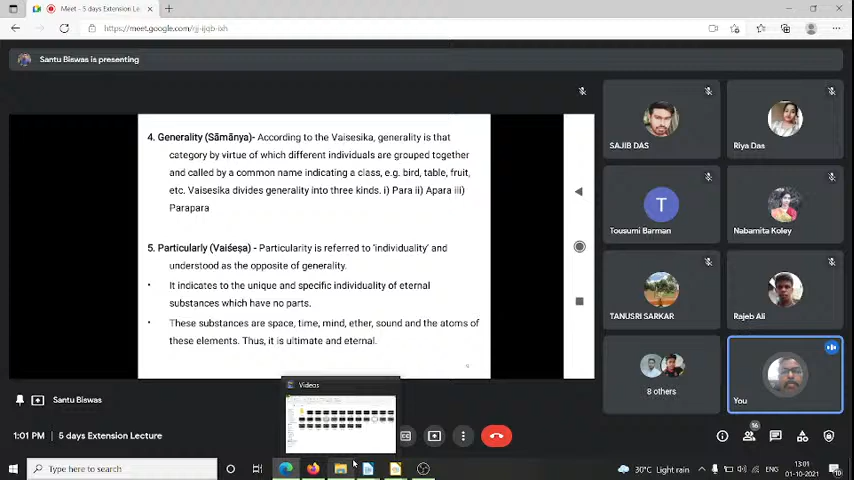 Meet - 5 days Extension Lecture
https://meet.google.com/rjj-ijqb-ixh
Santu Biswas is presenting
4. Generality (Sāmānya)- According to the Vaisesika, generality is that
category by virtue of which different individuals are grouped together
and called by a common name indicating a class, e.g. bird, table, fruit,
etc. Vaisesika divides generality into three kinds. i) Para ii) Apara iii)
Parapara
5. Particularly (Vaiśeṣa) - Particularity is referred to 'individuality' and
understood as the opposite of generality.
• It indicates to the unique and specific individuality of eternal
substances which have no parts.
• These substances are space, time, mind, ether, sound and the atoms of
these elements. Thus, it is ultimate and eternal.
SAJIB DAS
Riya Das
T
Tousumi Barman
Nabamita Koley
TANUSRI SARKAR
Rajeb Ali
8 others
You
Videos
Santu Biswas
1:01 PM | 5 days Extension Lecture
16
Type here to search
30°C Light rain
ENG
13:01
01-10-2021